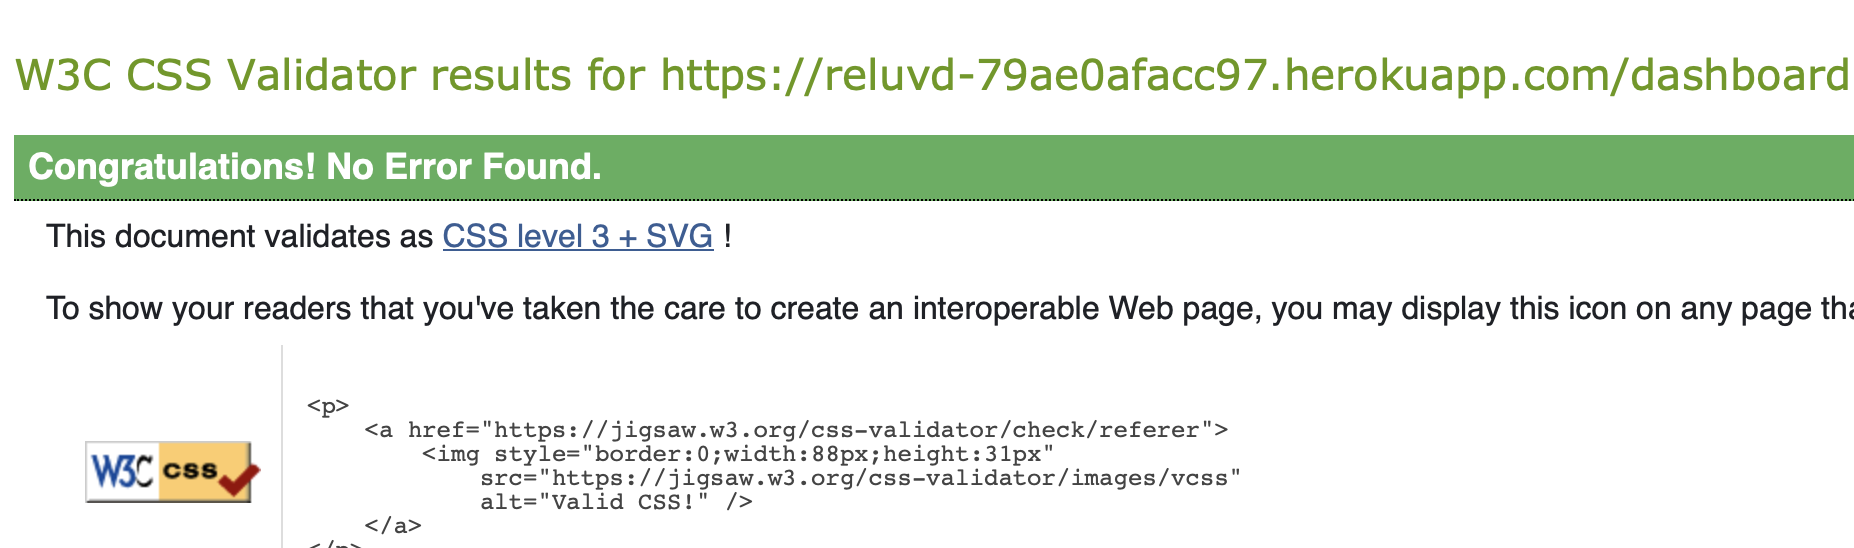 W3C CSS Validator results for https://reluvd-79ae0afacc97.herokuapp.com/dashboard
Congratulations! No Error Found.
This document validates as CSS level 3 + SVG !
To show your readers that you've taken the care to create an interoperable Web page, you may display this icon on any page
W3C css
<p>
<a href="https://jigsaw.w3.org/css-validator/check/referer">
<img style="border:0;width:88px;height:31px"
src="https://jigsaw.w3.org/css-validator/images/vcss"
alt="Valid CSS!" />
</a>